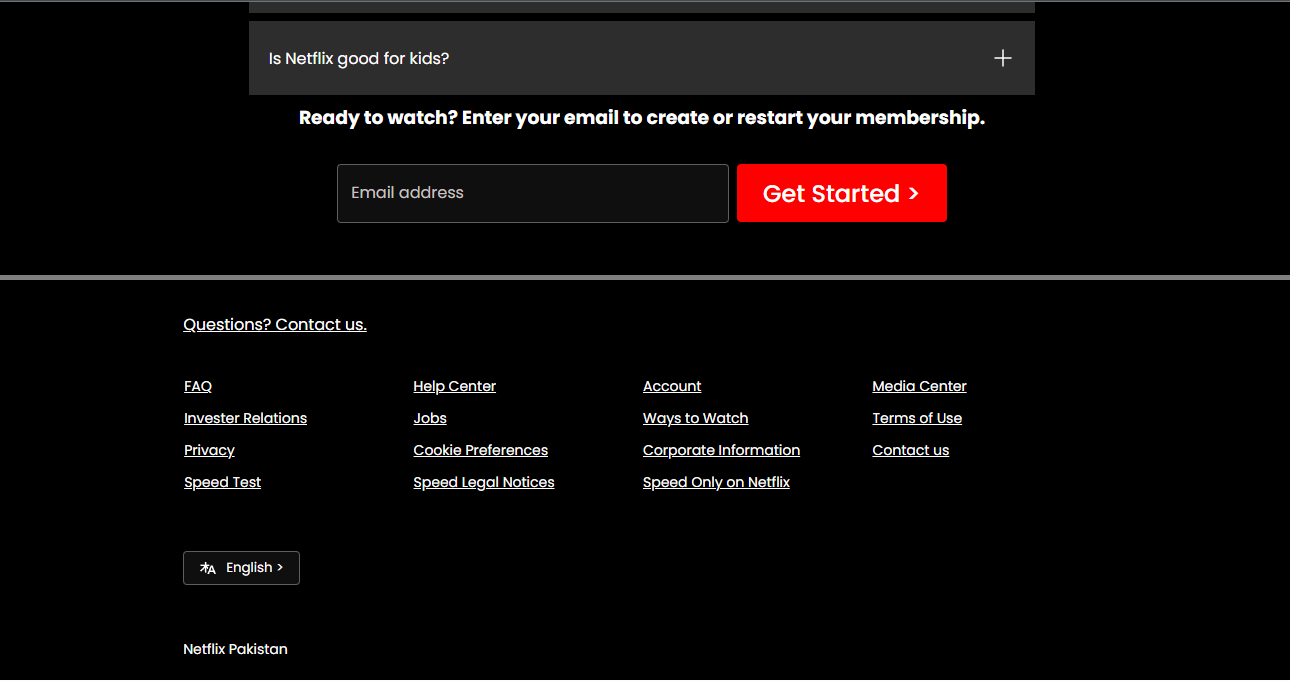 Is Netflix good for kids?
Ready to watch? Enter your email to create or restart your membership.
Email address
Get Started >
Questions? Contact us.
FAQ
Help Center
Account
Media Center
Invester Relations
Jobs
Ways to Watch
Terms of Use
Privacy
Cookie Preferences
Corporate Information
Contact us
Speed Test
Speed Legal Notices
Speed Only on Netflix
English >
Netflix Pakistan